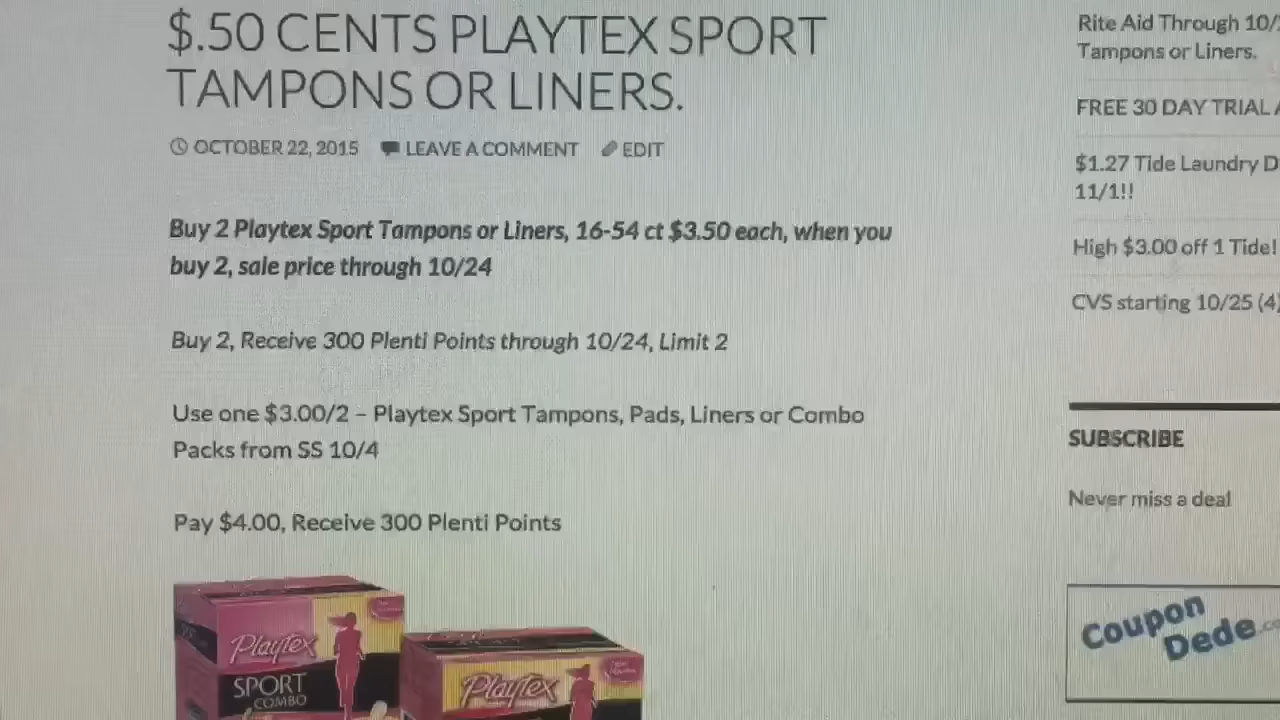 $.50 CENTS PLAYTEX SPORT
TAMPONS OR LINERS.
OCTOBER 22, 2015 LEAVE A COMMENT EDIT
Buy 2 Playtex Sport Tampons or Liners, 16-54 ct $3.50 each, when you
buy 2, sale price through 10/24
Buy 2, Receive 300 Plenti Points through 10/24, Limit 2
Use one $3.00/2 – Playtex Sport Tampons, Pads, Liners or Combo
Packs from SS 10/4
Pay $4.00, Receive 300 Plenti Points
Playtex
SPORT
COMBO
Playtex
Rite Aid Through 10/
Tampons or Liners.
FREE 30 DAY TRIAL
$1.27 Tide Laundry D
11/1!!
High $3.00 off 1 Tide!
CVS starting 10/25 (4)
SUBSCRIBE
Never miss a deal
Coupon
Dede.c